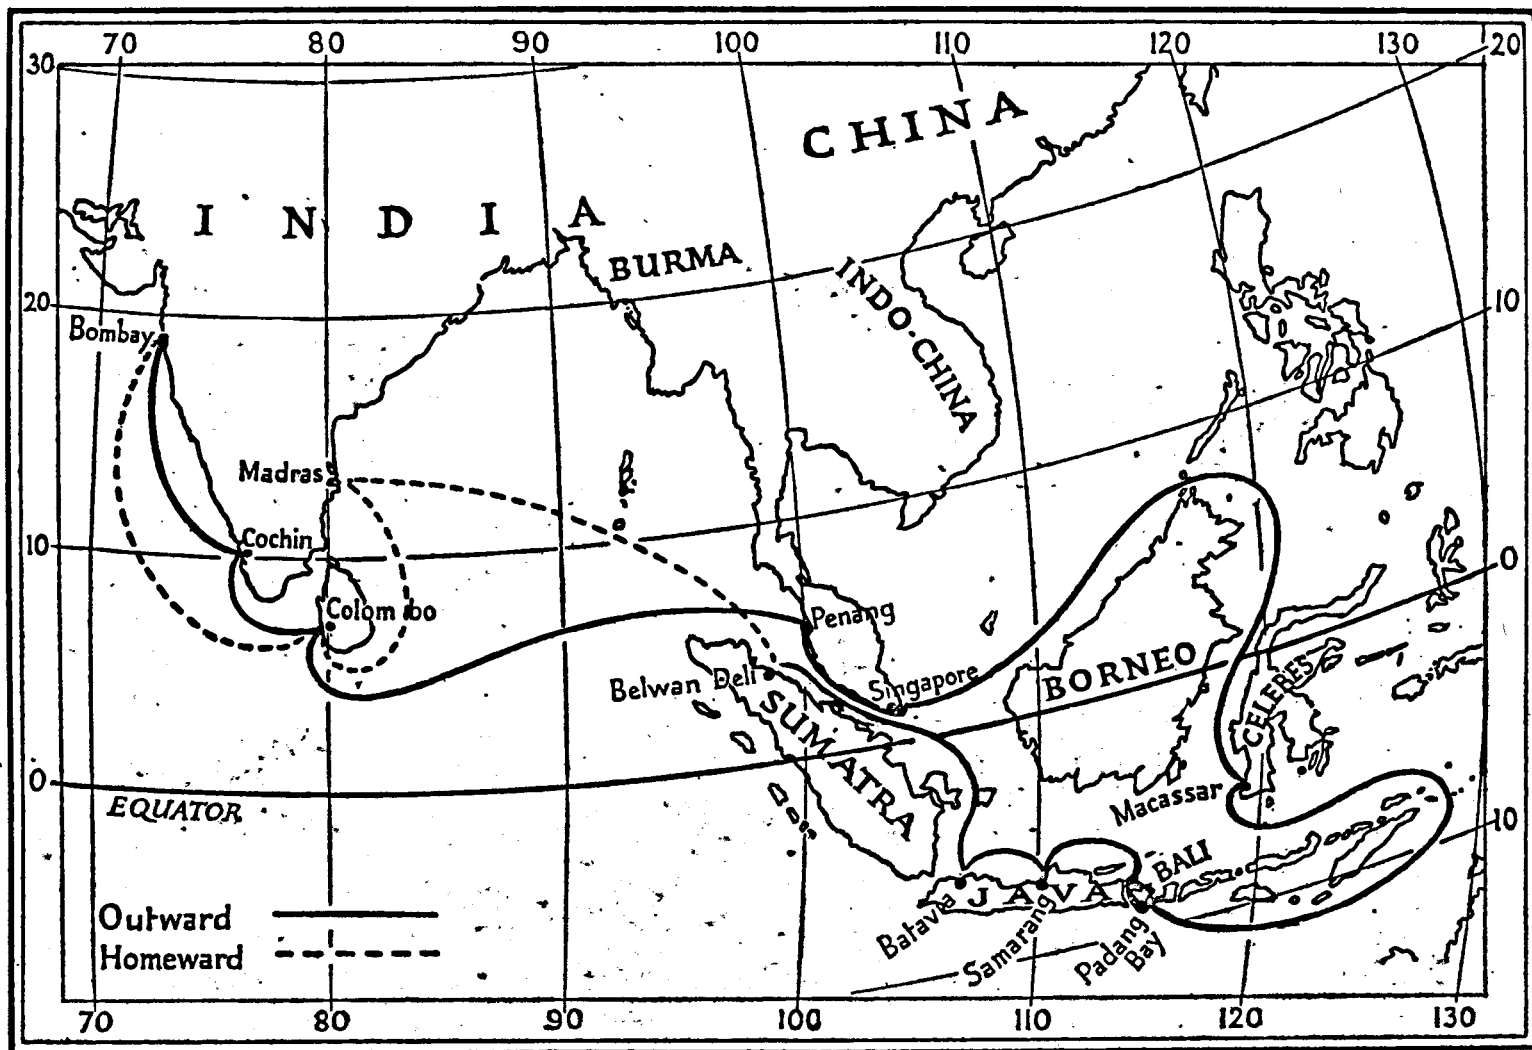 70 80 90 100 110 120 130 20
30
CHINA
INDIA
BURMA
INDO-CHINA
20
10
Bombay
Madras
Cochin
10
0
Colombo
Penang
Belwan Deli
Singapore
BORNEO
SUMATRA
CELEBES
0
EQUATOR
Macassar
10
BALI
JAVA
Batavia
Samarang
Padang
Bay
Outward
Homeward
70 80 90 100 110 120 130